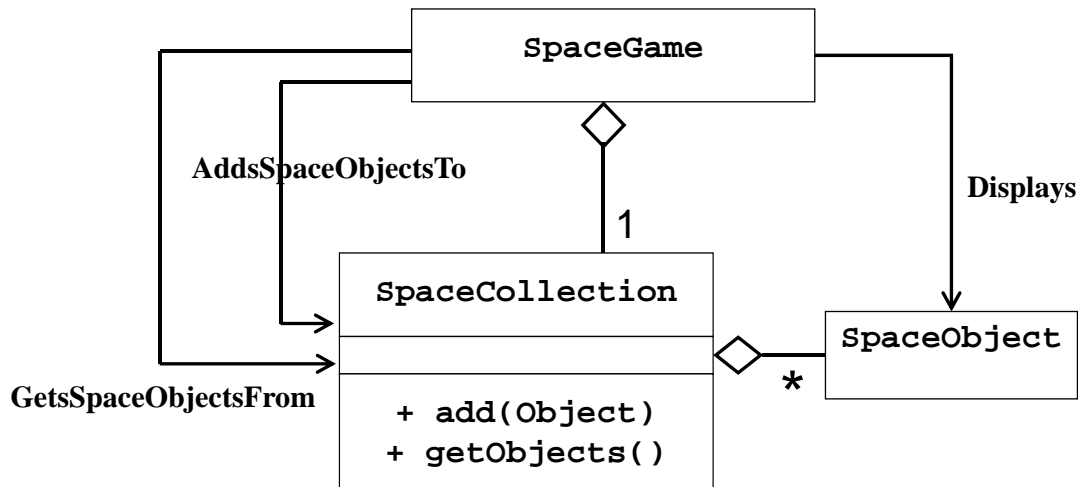 SpaceGame
AddsSpaceObjectsTo
Displays
1
SpaceCollection
SpaceObject
*
GetsSpaceObjectsFrom
+ add(Object)
+ getObjects()